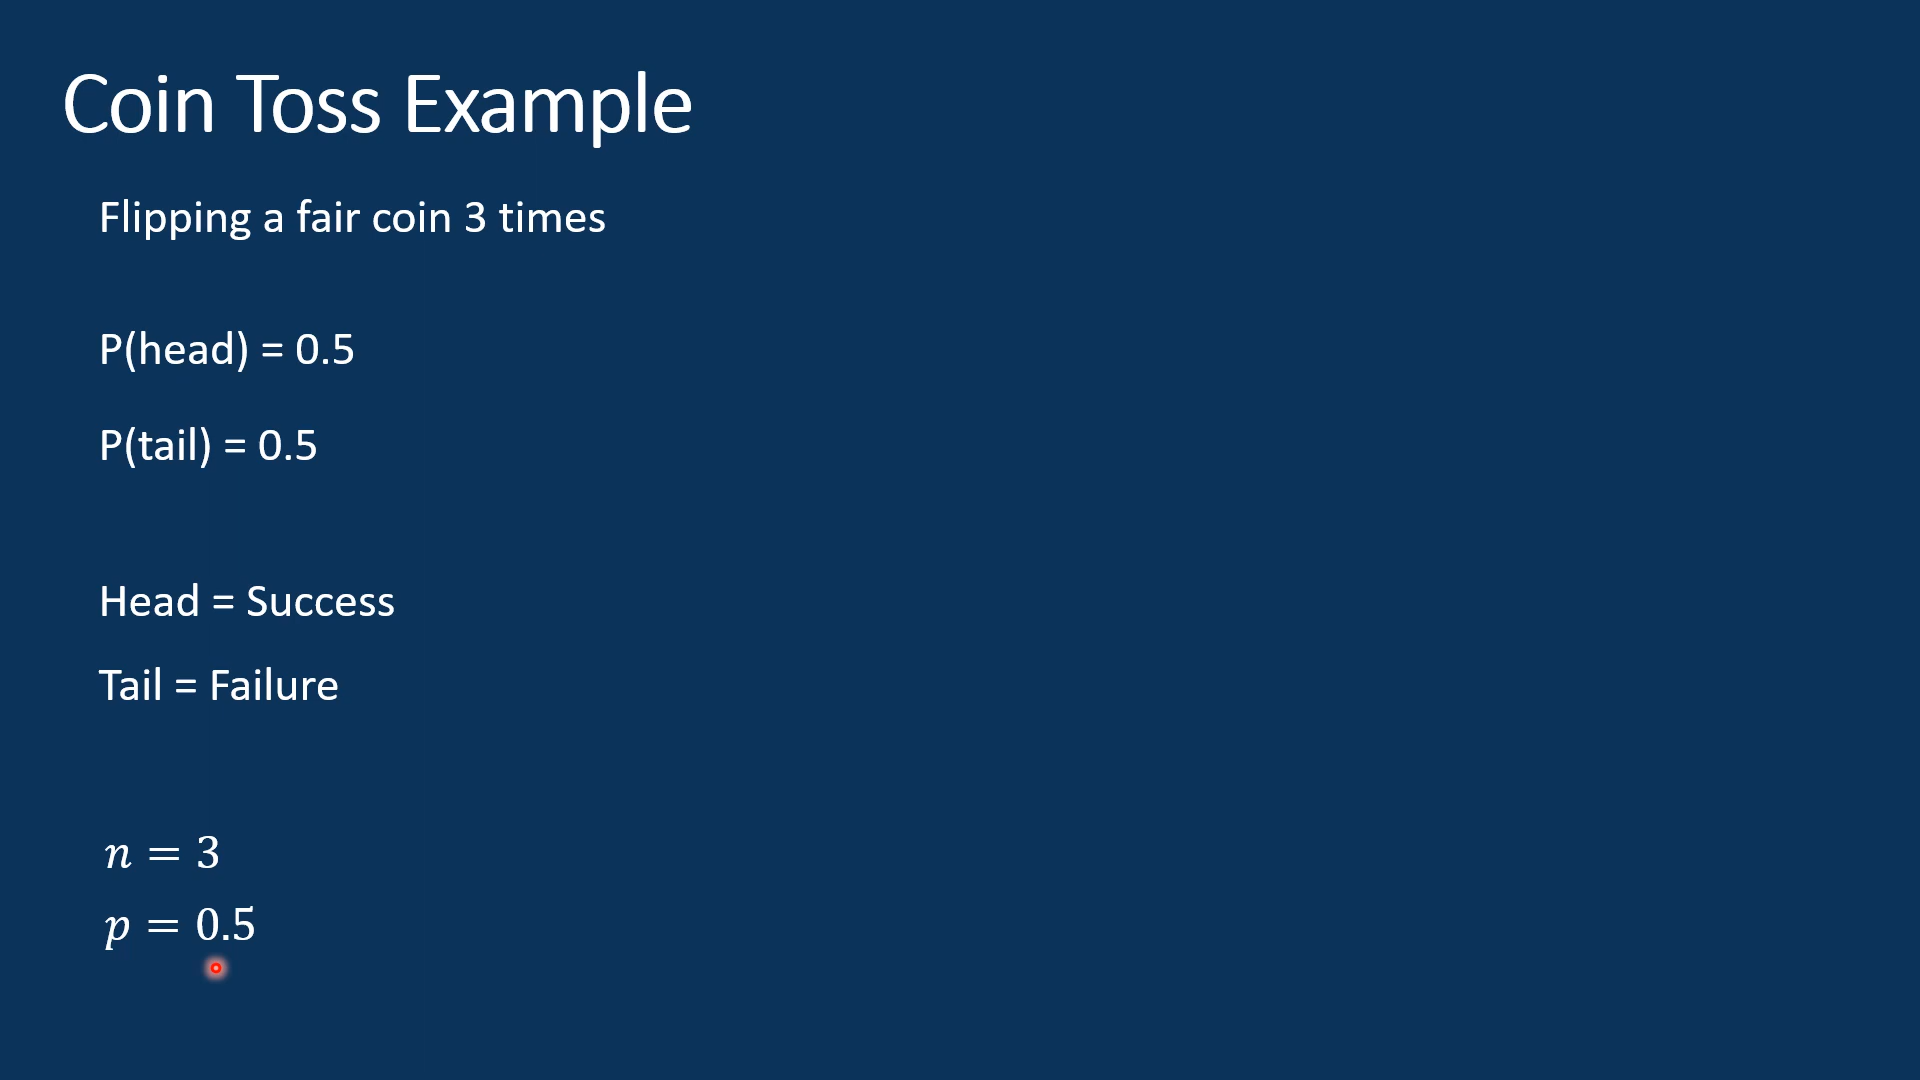 Coin Toss Example
Flipping a fair coin 3 times
P(head) = 0.5
P(tail) = 0.5
Head = Success
Tail = Failure
n = 3
p = 0.5